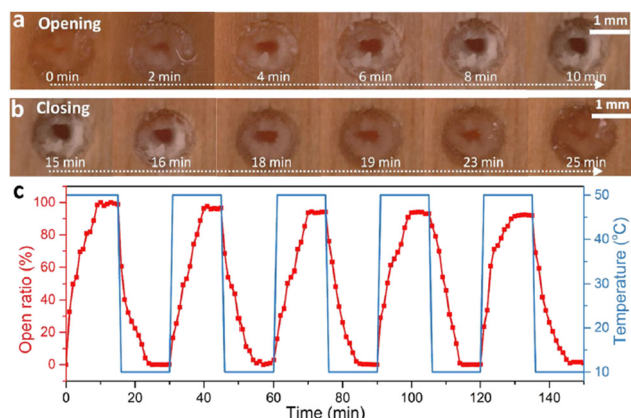 a Opening 1 mm
0 min 2 min 4 min 6 min 8 min 10 min
b Closing 1 mm
15 min 16 min 18 min 19 min 23 min 25 min
c
100
80
60
40
20
0
Open ratio (%)
50
40
30
20
10
Temperature (°C)
0 20 40 60 80 100 120 140
Time (min)